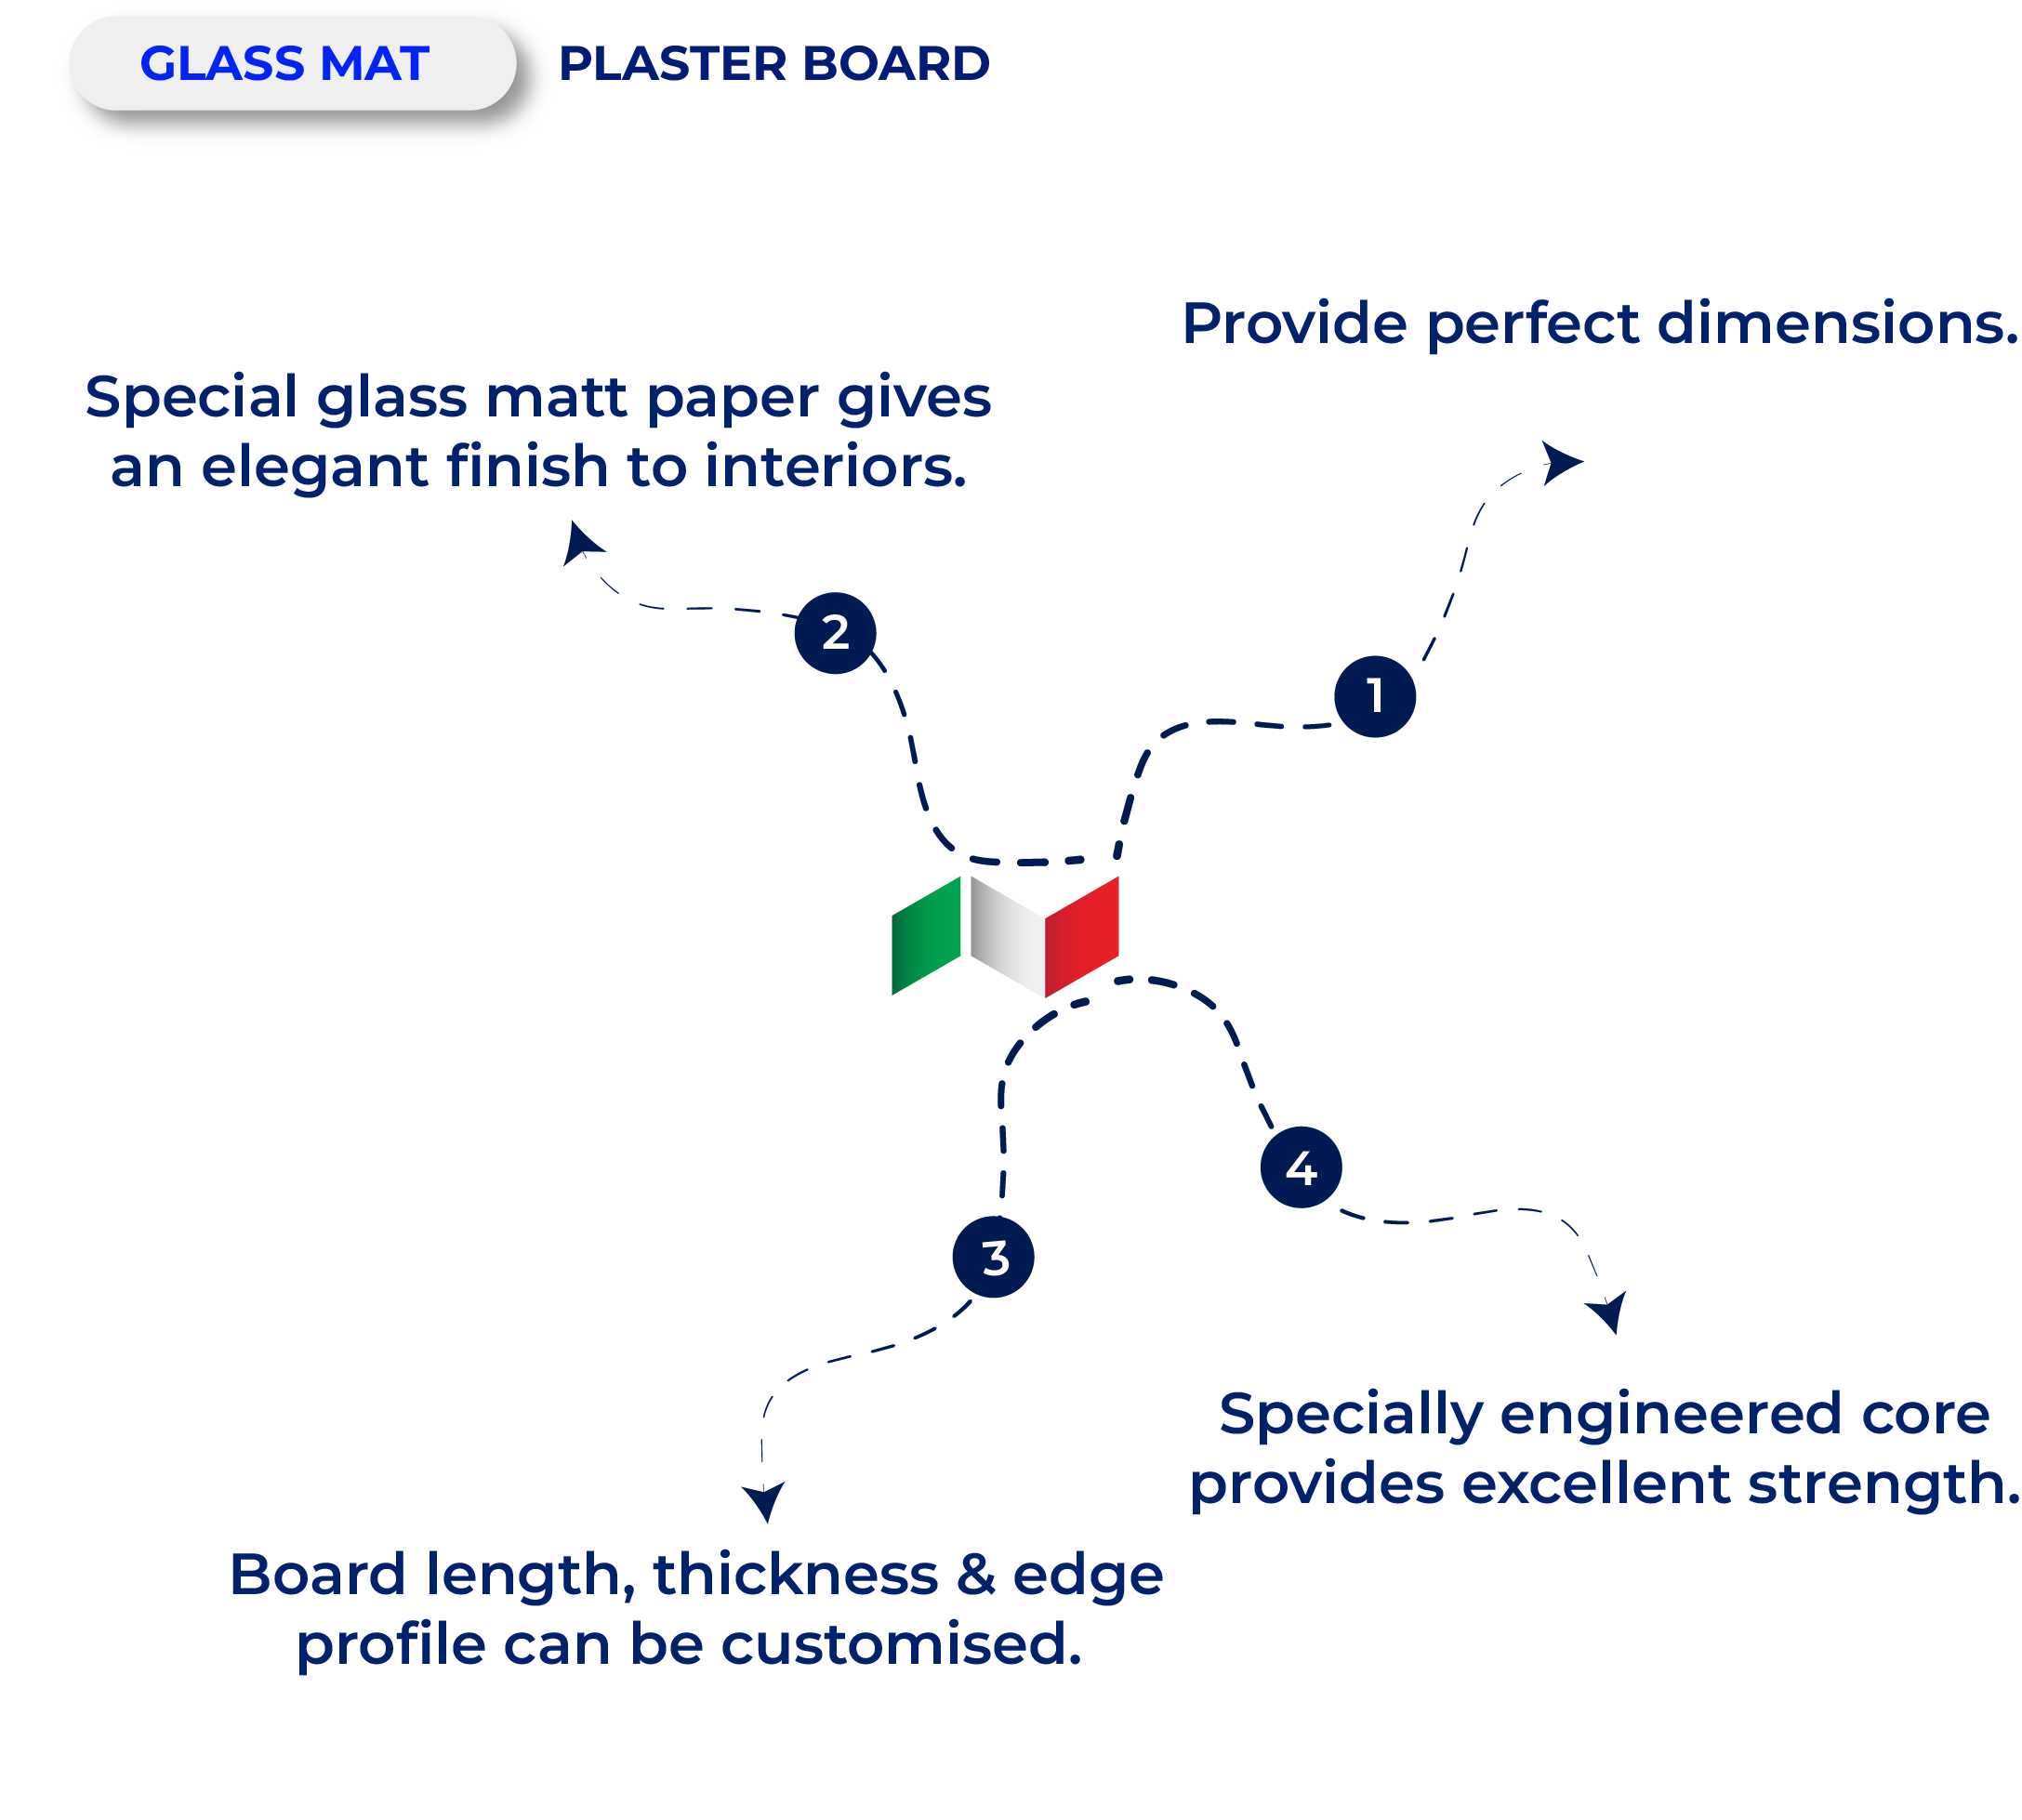 GLASS MAT PLASTER BOARD
Provide perfect dimensions.
Special glass matt paper gives
an elegant finish to interiors.
2
1
4
3
Specially engineered core
provides excellent strength.
Board length, thickness & edge
profile can be customised.